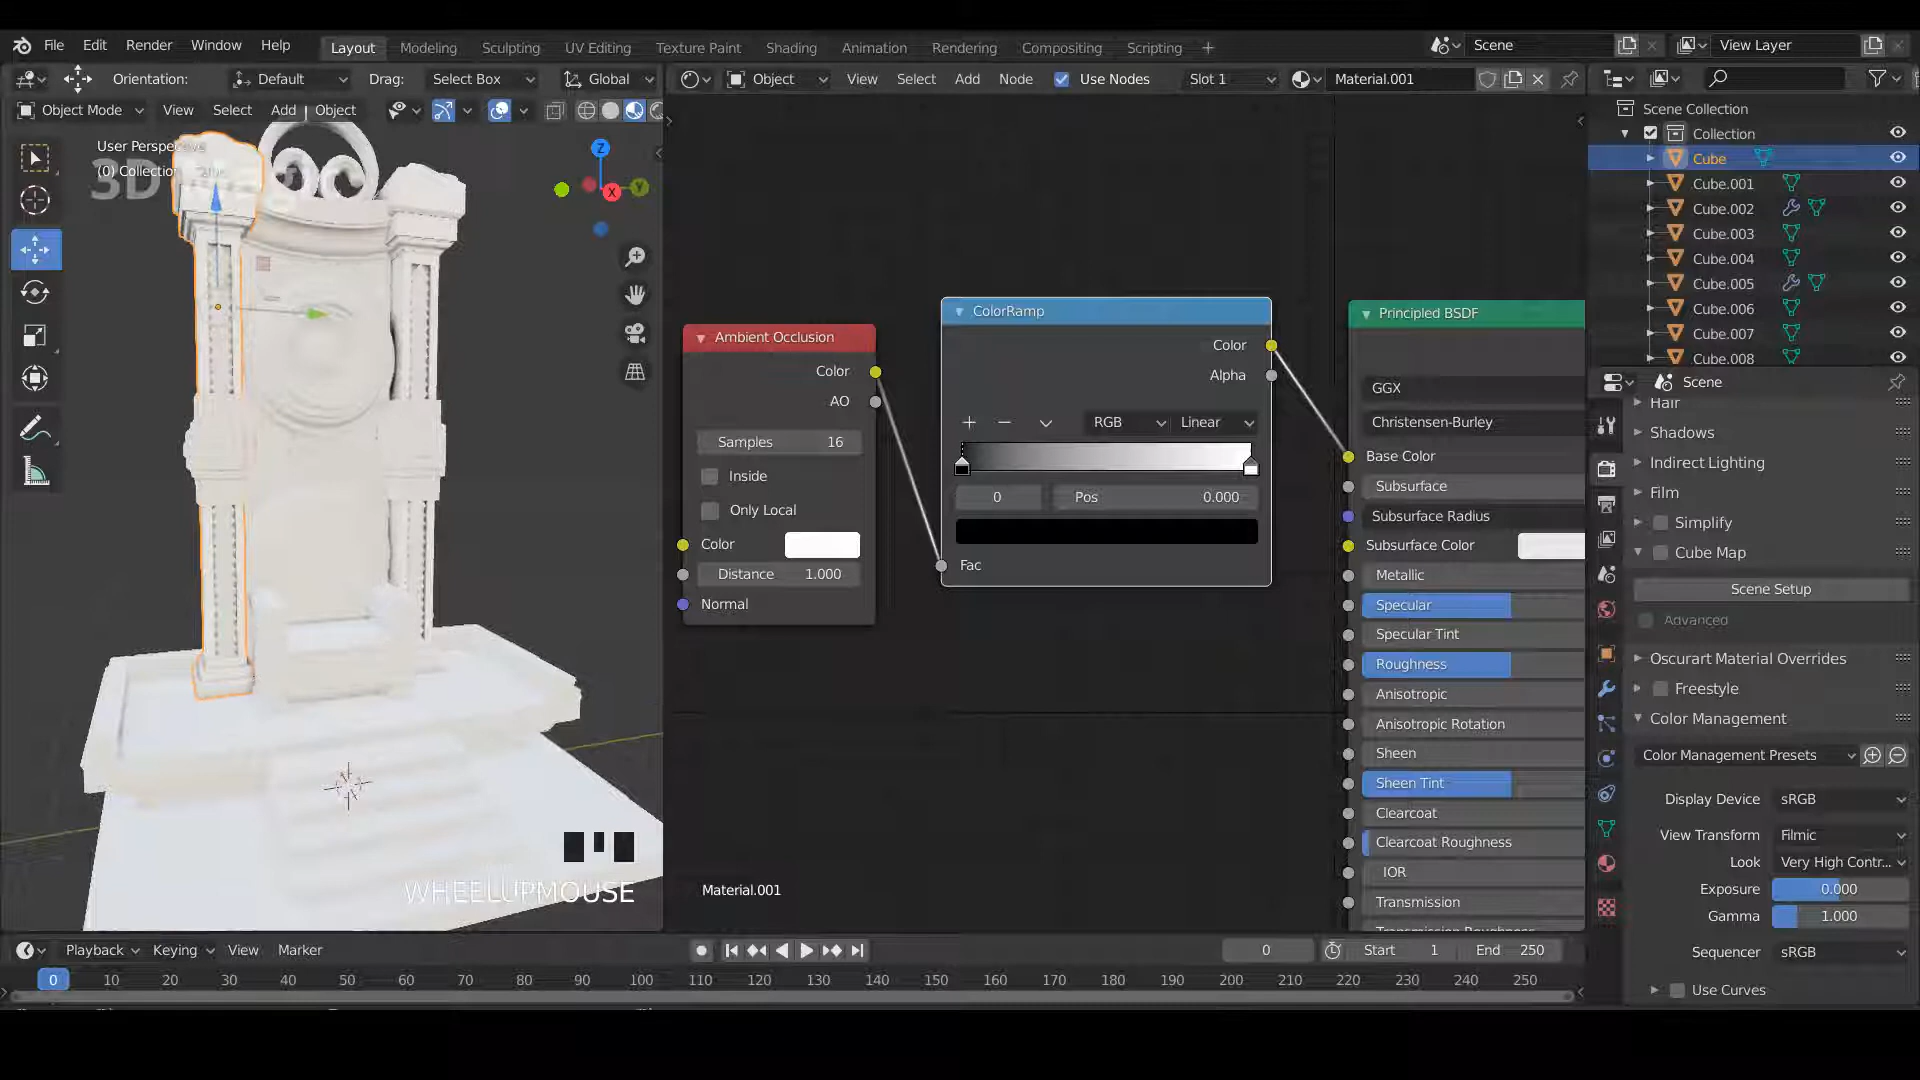 File Edit Render Window Help Layout Modeling Sculpting UV Editing Texture Paint Shading Animation Rendering Compositing Scripting + Scene View Layer
Orientation: Default Drag: Select Box Global Object View Select Add Node Use Nodes Slot 1 Material.001
Object Mode View Select Add Object
User Perspective
(0) Collection
3D
Z
X
Y
Ambient Occlusion
Color
AO
Samples 16
Inside
Only Local
Color
Distance 1.000
Normal
ColorRamp
Color
Alpha
RGB Linear
0 Pos 0.000
Fac
Principled BSDF
GGX
Christensen-Burley
Base Color
Subsurface
Subsurface Radius
Subsurface Color
Metallic
Specular
Specular Tint
Roughness
Anisotropic
Anisotropic Rotation
Sheen
Sheen Tint
Clearcoat
Clearcoat Roughness
IOR
Transmission
Transmission Roughness
Material.001
WHEELUPMOUSE
Scene Collection
Collection
Cube
Cube.001
Cube.002
Cube.003
Cube.004
Cube.005
Cube.006
Cube.007
Cube.008
Scene
Hair
Shadows
Indirect Lighting
Film
Simplify
Cube Map
Scene Setup
Advanced
Oscurart Material Overrides
Freestyle
Color Management
Color Management Presets
Display Device sRGB
View Transform Filmic
Look Very High Contr...
Exposure 0.000
Gamma 1.000
Sequencer sRGB
Use Curves
Playback Keying View Marker 0 Start 1 End 250
0 10 20 30 40 50 60 70 80 90 100 110 120 130 140 150 160 170 180 190 200 210 220 230 240 250